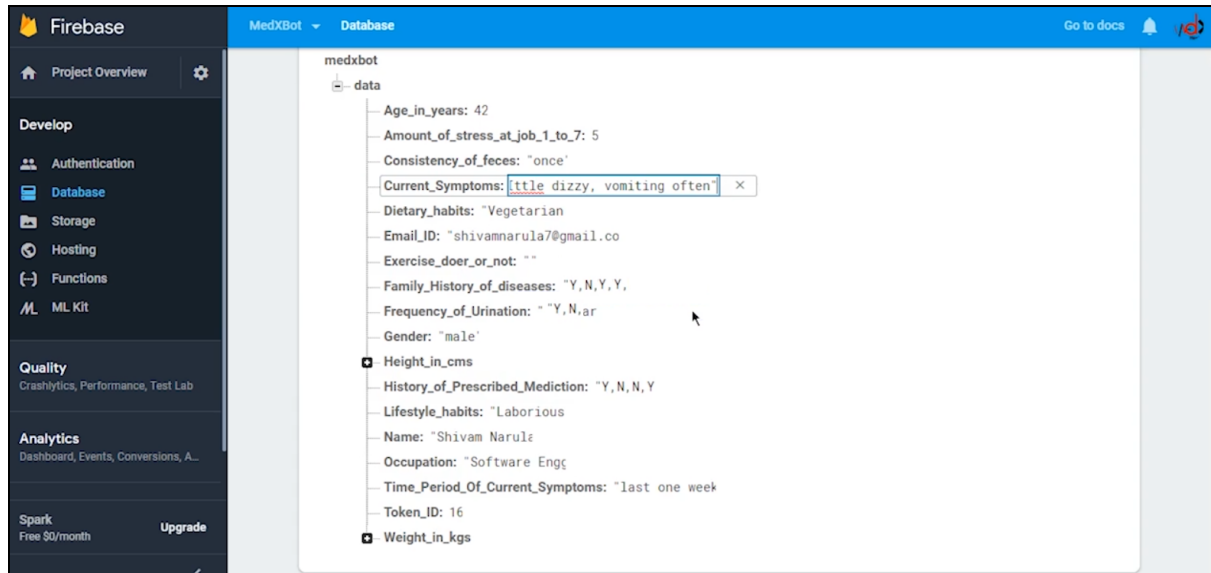 Firebase
MedXBot Database Go to docs
Project Overview
Develop
Authentication
Database
Storage
Hosting
Functions
ML Kit
Quality
Crashlytics, Performance, Test Lab
Analytics
Dashboard, Events, Conversions, A...
Spark
Free $0/month
Upgrade
medxbot
data
Age_in_years: 42
Amount_of_stress_at_job_1_to_7: 5
Consistency_of_feces: "once'
Current_Symptoms: ttle dizzy, vomiting often" ×
Dietary_habits: "Vegetarian
Email_ID: "shivamnarula7@gmail.co
Exercise_doer_or_not: ""
Family_History_of_diseases: "Y,N,Y,Y,
Frequency_of_Urination: " "Y,N,ar
Gender: "male'
Height_in_cms
History_of_Prescribed_Mediction: "Y,N,N,Y
Lifestyle_habits: "Laborious
Name: "Shivam Narula
Occupation: "Software Engg
Time_Period_Of_Current_Symptoms: "last one week
Token_ID: 16
Weight_in_kgs